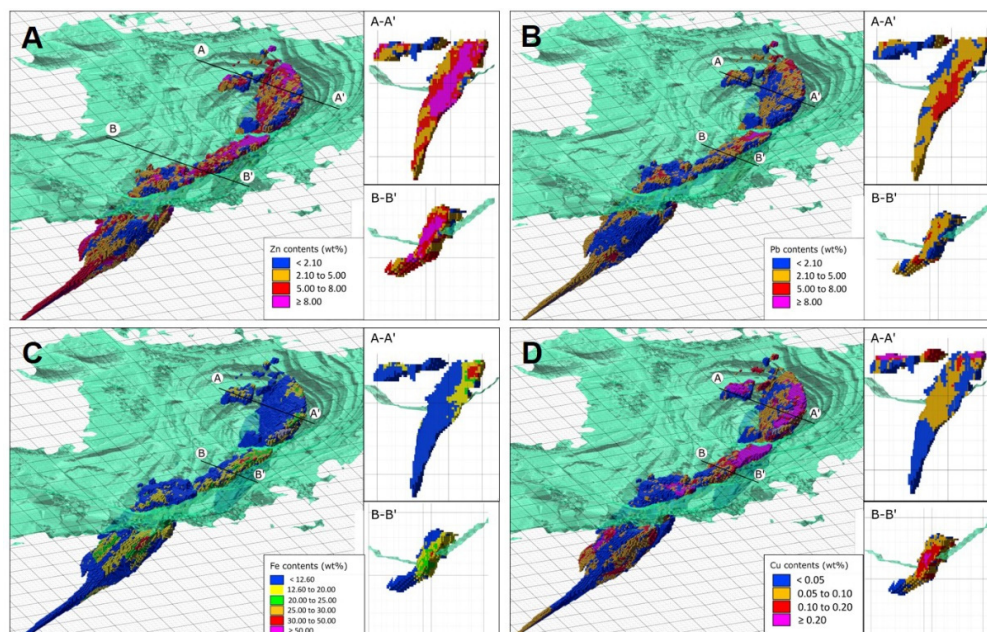 A
A
A'
B
B'
A-A'
B-B'
Zn contents (wt%)
< 2.10
2.10 to 5.00
5.00 to 8.00
≥ 8.00
B
A
A'
B
B'
A-A'
B-B'
Pb contents (wt%)
< 2.10
2.10 to 5.00
5.00 to 8.00
≥ 8.00
C
A
A'
B
B'
A-A'
B-B'
Fe contents (wt%)
< 12.60
12.60 to 20.00
20.00 to 25.00
25.00 to 30.00
30.00 to 50.00
≥ 50.00
D
A
A'
B
B'
A-A'
B-B'
Cu contents (wt%)
< 0.05
0.05 to 0.10
0.10 to 0.20
≥ 0.20